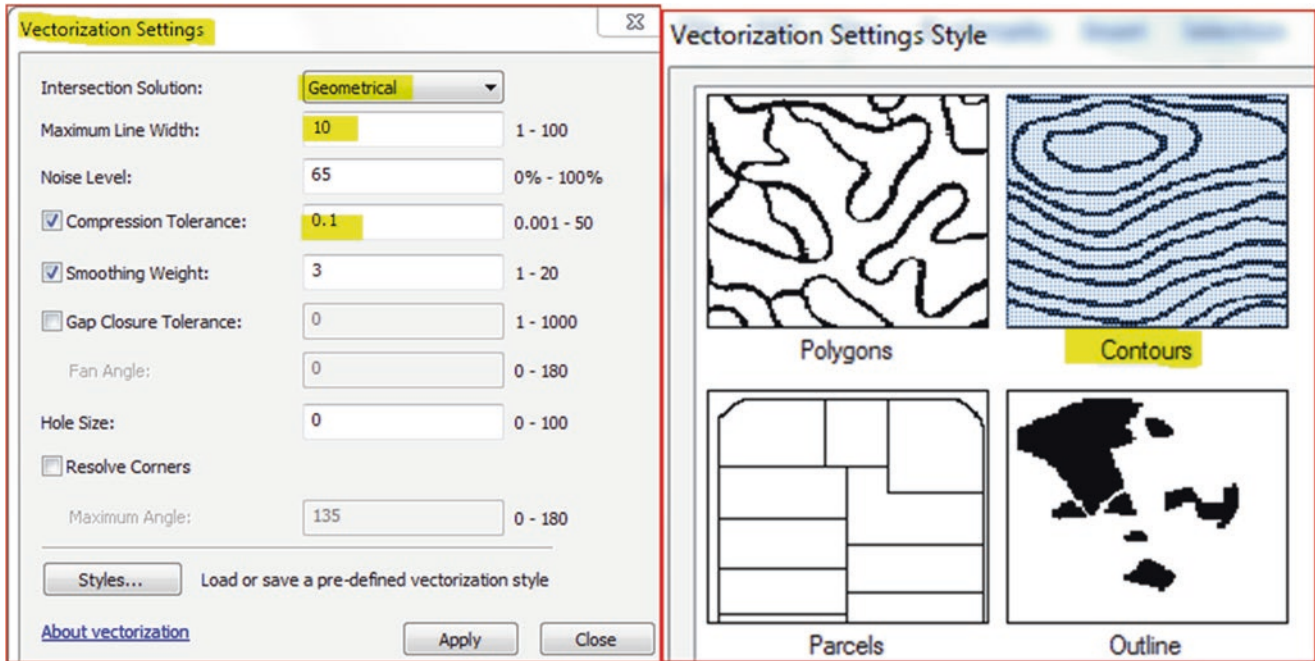 Vectorization Settings
Intersection Solution: Geometrical
Maximum Line Width: 10 1 - 100
Noise Level: 65 0% - 100%
Compression Tolerance: 0.1 0.001 - 50
Smoothing Weight: 3 1 - 20
Gap Closure Tolerance: 0 1 - 1000
Fan Angle: 0 0 - 180
Hole Size: 0 0 - 100
Resolve Corners
Maximum Angle: 135 0 - 180
Styles... Load or save a pre-defined vectorization style
About vectorization Apply Close
Vectorization Settings Style
Polygons Contours
Parcels Outline